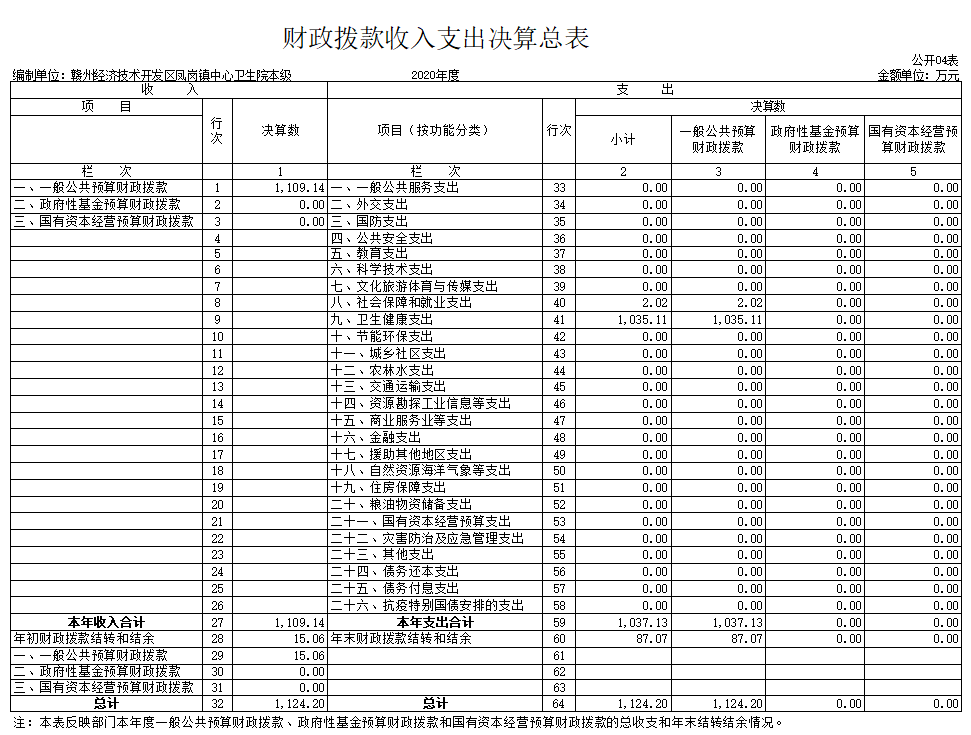 财政拨款收入支出决算总表
公开04表
编制单位：赣州经济技术开发区凤岗镇中心卫生院本级 2020年度 金额单位：万元
收 入 支 出
项 目 行次 决算数 项目（按功能分类） 行次 决算数
小计 一般公共预算财政拨款 政府性基金预算财政拨款 国有资本经营预算财政拨款
栏 次 1 栏 次 2 3 4 5
一、一般公共预算财政拨款 1 1,109.14 一、一般公共服务支出 33 0.00 0.00 0.00 0.00
二、政府性基金预算财政拨款 2 0.00 二、外交支出 34 0.00 0.00 0.00 0.00
三、国有资本经营预算财政拨款 3 0.00 三、国防支出 35 0.00 0.00 0.00 0.00
4 四、公共安全支出 36 0.00 0.00 0.00 0.00
5 五、教育支出 37 0.00 0.00 0.00 0.00
6 六、科学技术支出 38 0.00 0.00 0.00 0.00
7 七、文化旅游体育与传媒支出 39 0.00 0.00 0.00 0.00
8 八、社会保障和就业支出 40 2.02 2.02 0.00 0.00
9 九、卫生健康支出 41 1,035.11 1,035.11 0.00 0.00
10 十、节能环保支出 42 0.00 0.00 0.00 0.00
11 十一、城乡社区支出 43 0.00 0.00 0.00 0.00
12 十二、农林水支出 44 0.00 0.00 0.00 0.00
13 十三、交通运输支出 45 0.00 0.00 0.00 0.00
14 十四、资源勘探工业信息等支出 46 0.00 0.00 0.00 0.00
15 十五、商业服务业等支出 47 0.00 0.00 0.00 0.00
16 十六、金融支出 48 0.00 0.00 0.00 0.00
17 十七、援助其他地区支出 49 0.00 0.00 0.00 0.00
18 十八、自然资源海洋气象等支出 50 0.00 0.00 0.00 0.00
19 十九、住房保障支出 51 0.00 0.00 0.00 0.00
20 二十、粮油物资储备支出 52 0.00 0.00 0.00 0.00
21 二十一、国有资本经营预算支出 53 0.00 0.00 0.00 0.00
22 二十二、灾害防治及应急管理支出 54 0.00 0.00 0.00 0.00
23 二十三、其他支出 55 0.00 0.00 0.00 0.00
24 二十四、债务还本支出 56 0.00 0.00 0.00 0.00
25 二十五、债务付息支出 57 0.00 0.00 0.00 0.00
26 二十六、抗疫特别国债安排的支出 58 0.00 0.00 0.00 0.00
本年收入合计 27 1,109.14 本年支出合计 59 1,037.13 1,037.13 0.00 0.00
年初财政拨款结转和结余 28 15.06 年末财政拨款结转和结余 60 87.07 87.07 0.00 0.00
一、一般公共预算财政拨款 29 15.06 61
二、政府性基金预算财政拨款 30 0.00 62
三、国有资本经营预算财政拨款 31 0.00 63
总计 32 1,124.20 总计 64 1,124.20 1,124.20 0.00 0.00
注：本表反映部门本年度一般公共预算财政拨款、政府性基金预算财政拨款和国有资本经营预算财政拨款的总收支和年末结转结余情况。